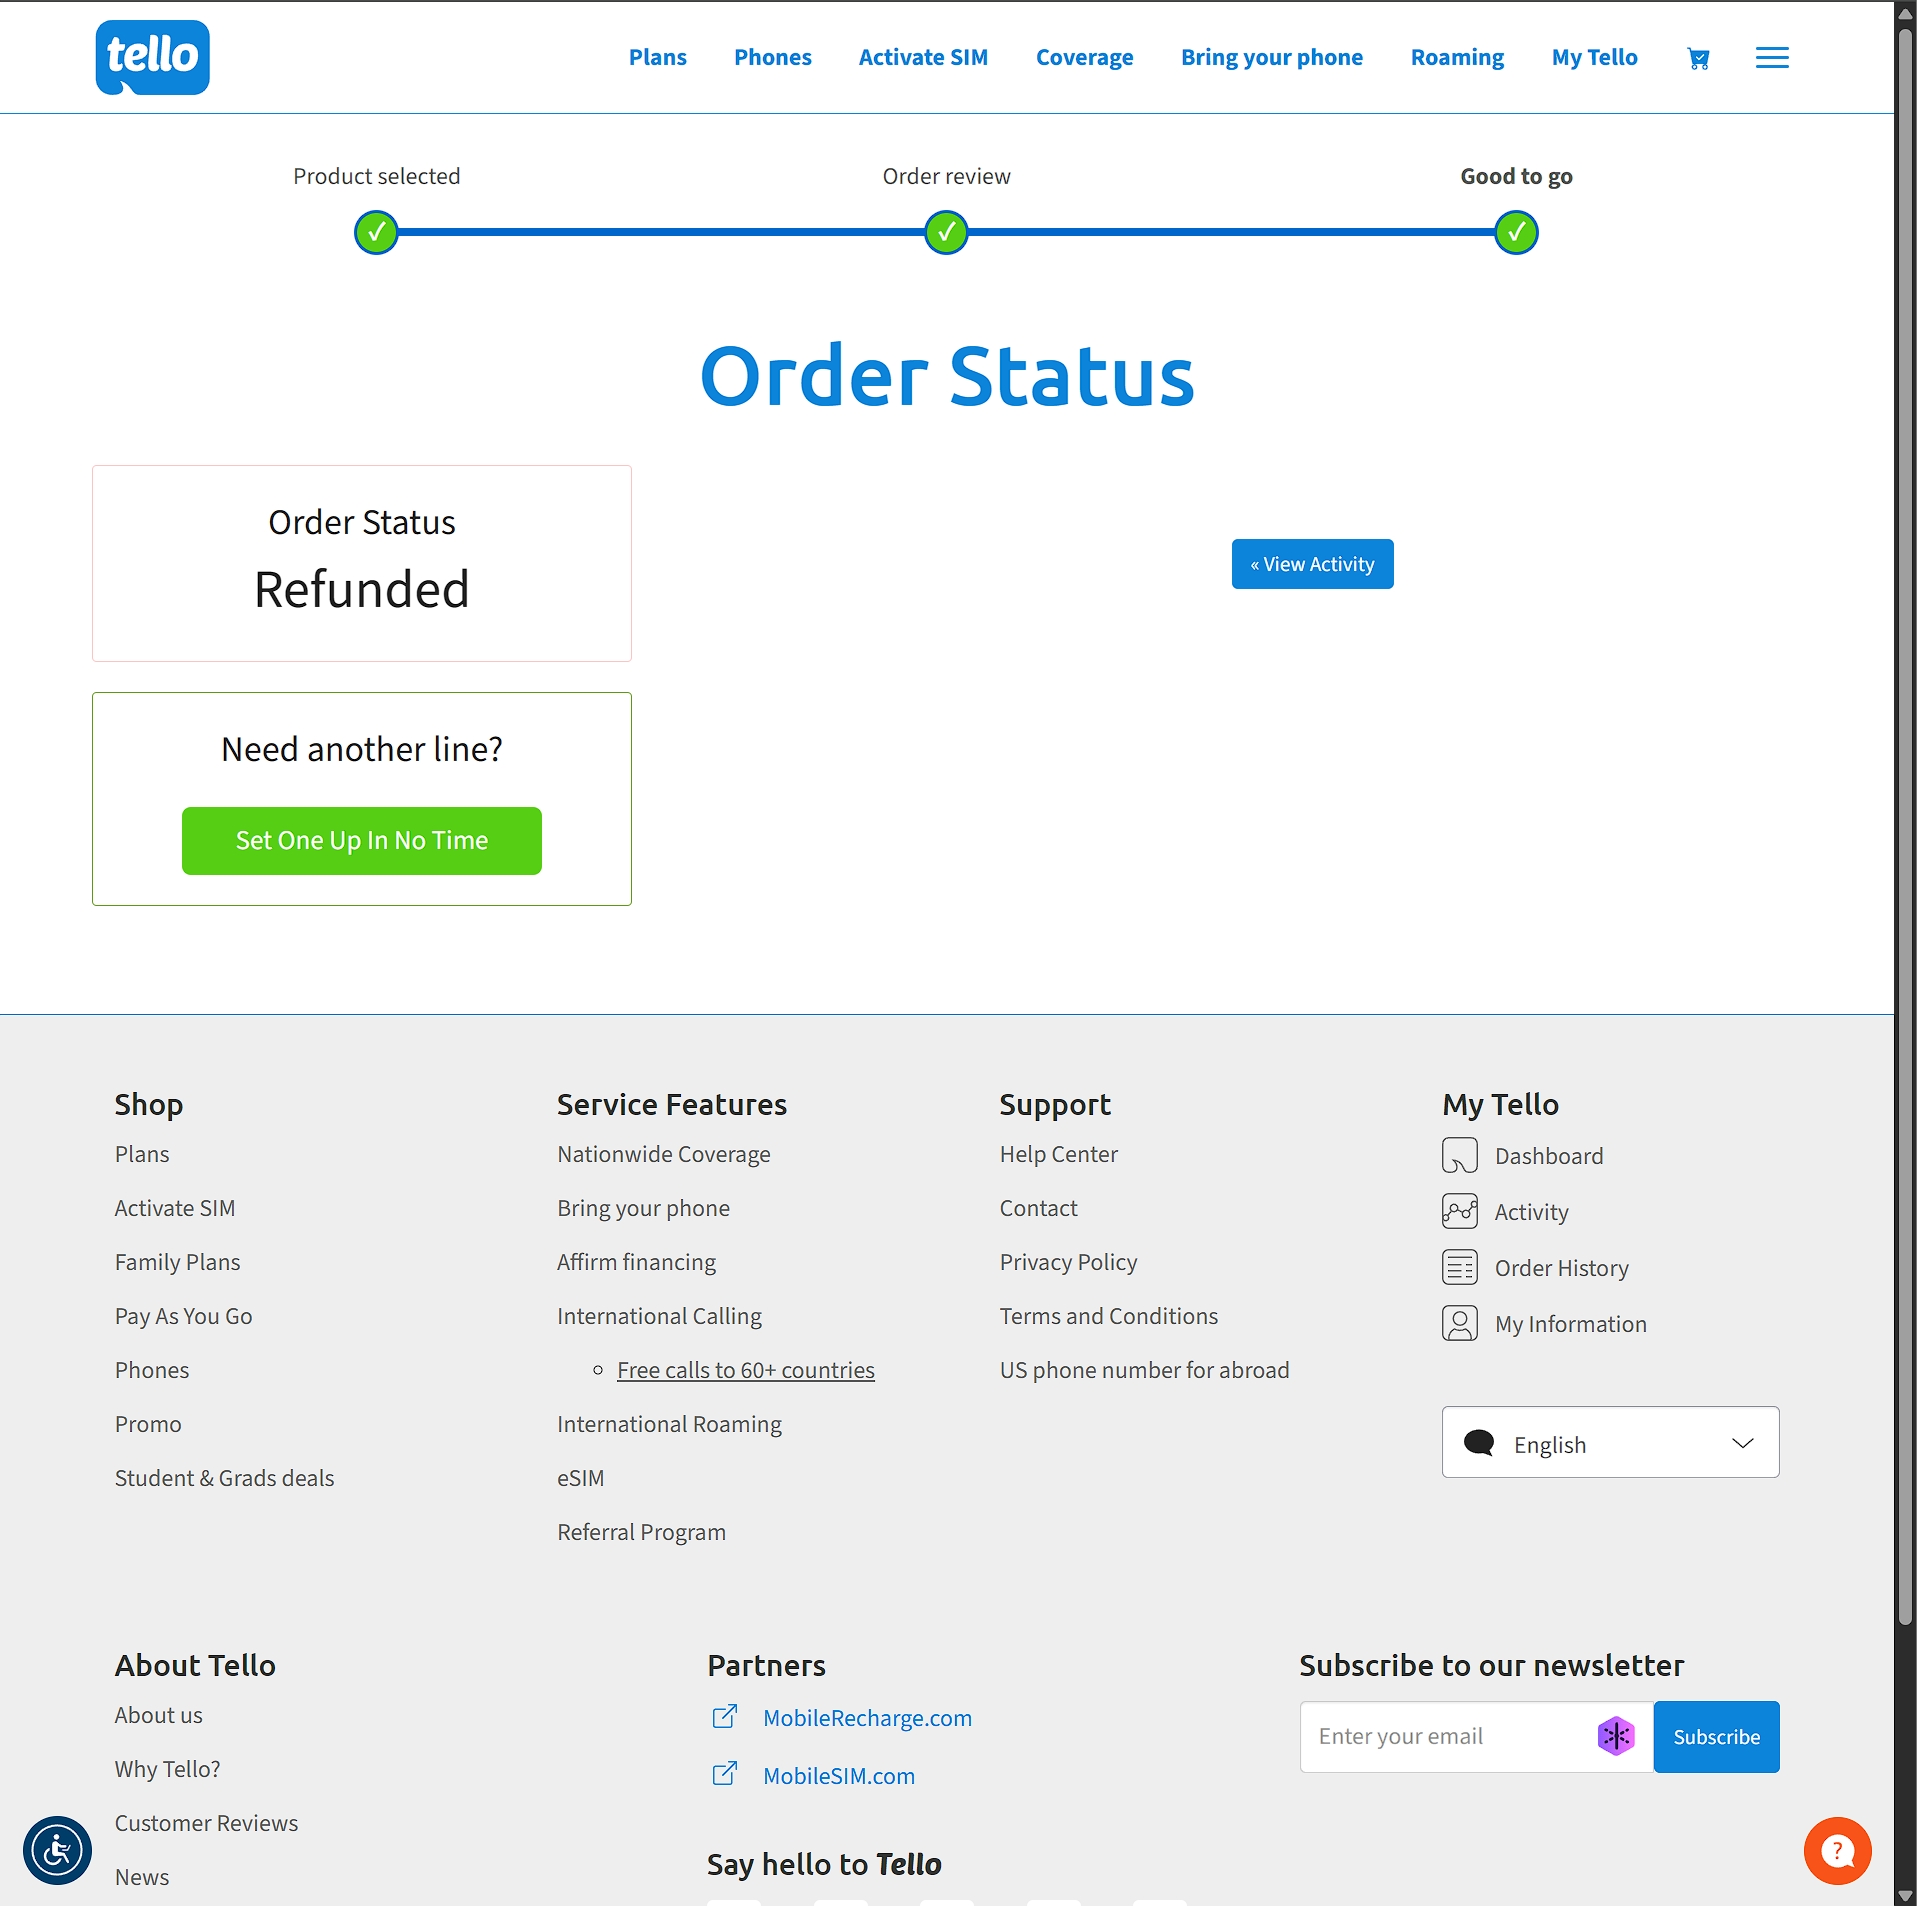 tello
Plans
Phones
Activate SIM
Coverage
Bring your phone
Roaming
My Tello
Product selected
Order review
Good to go
Order Status
Order Status
Refunded
« View Activity
Need another line?
Set One Up In No Time
Shop
Plans
Activate SIM
Family Plans
Pay As You Go
Phones
Promo
Student & Grads deals
Service Features
Nationwide Coverage
Bring your phone
Affirm financing
International Calling
Free calls to 60+ countries
International Roaming
eSIM
Referral Program
Support
Help Center
Contact
Privacy Policy
Terms and Conditions
US phone number for abroad
My Tello
Dashboard
Activity
Order History
My Information
English
About Tello
About us
Why Tello?
Customer Reviews
News
Partners
MobileRecharge.com
MobileSIM.com
Say hello to Tello
Subscribe to our newsletter
Enter your email
Subscribe
?